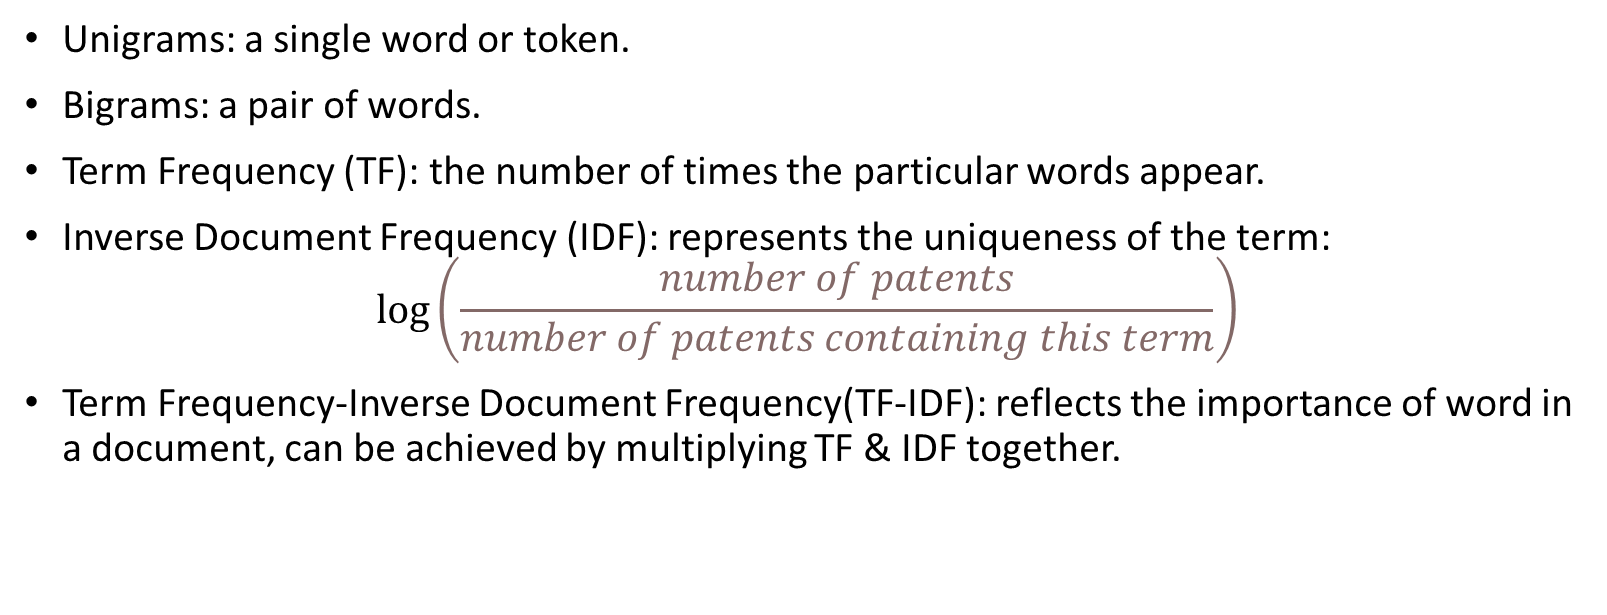 • Unigrams: a single word or token.
• Bigrams: a pair of words.
• Term Frequency (TF): the number of times the particular words appear.
• Inverse Document Frequency (IDF): represents the uniqueness of the term:
log(number of patents / number of patents containing this term)
• Term Frequency-Inverse Document Frequency(TF-IDF): reflects the importance of word in
a document, can be achieved by multiplying TF & IDF together.